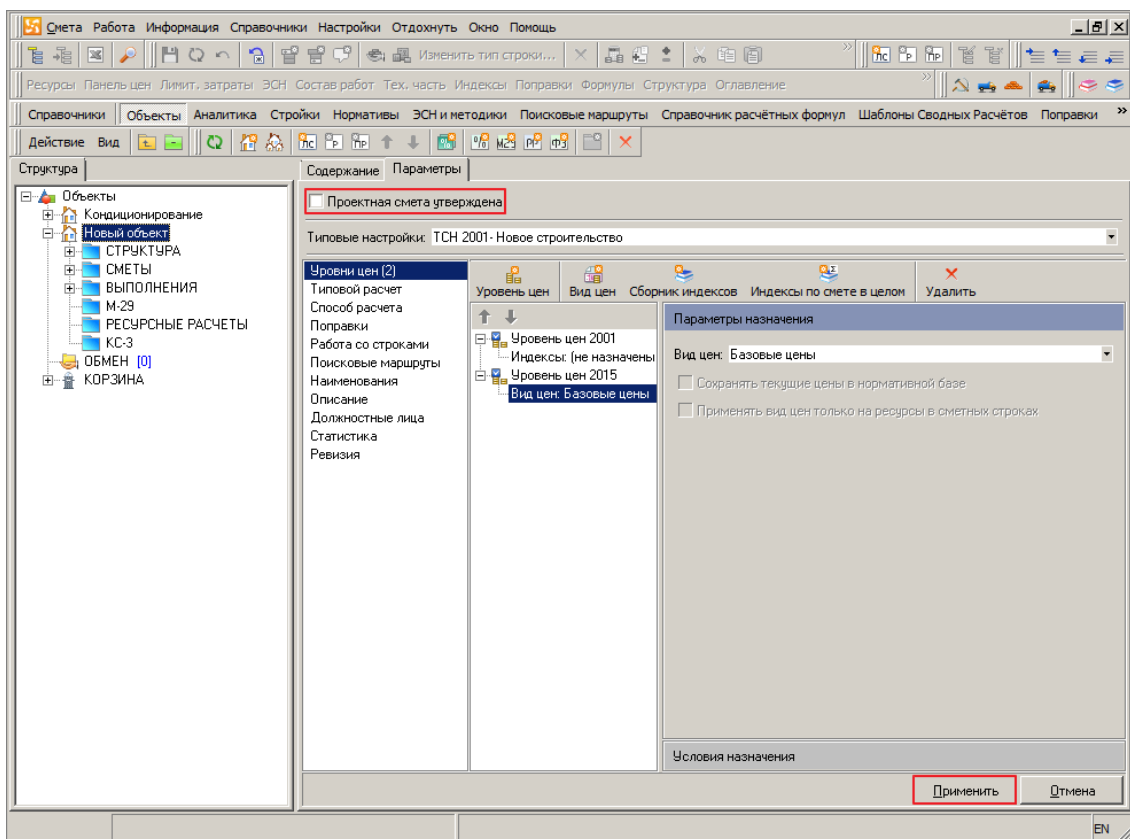 Смета Работа Информация Справочники Настройки Отдохнуть Окно Помощь
Изменить тип строки...
Ресурсы Панель цен Лимит. затраты ЭСН Состав работ Тех. часть Индексы Поправки Формулы Структура Оглавление
Справочники Объекты Аналитика Стройки Нормативы ЭСН и методики Поисковые маршруты Справочник расчётных формул Шаблоны Сводных Расчётов Поправки
Действие Вид
Структура
Содержание Параметры
Объекты
Кондиционирование
Новый объект
СТРУКТУРА
СМЕТЫ
ВЫПОЛНЕНИЯ
М-29
РЕСУРСНЫЕ РАСЧЕТЫ
КС-3
ОБМЕН [0]
КОРЗИНА
Проектная смета утверждена
Типовые настройки: ТСН 2001- Новое строительство
Уровни цен (2)
Типовой расчет
Способ расчета
Поправки
Работа со строками
Поисковые маршруты
Наименования
Описание
Должностные лица
Статистика
Ревизия
Уровень цен Вид цен Сборник индексов Индексы по смете в целом Удалить
Уровень цен 2001
Индексы: (не назначены
Уровень цен 2015
Вид цен: Базовые цены
Параметры назначения
Вид цен: Базовые цены
Сохранять текущие цены в нормативной базе
Применять вид цен только на ресурсы в сметных строках
Условия назначения
Применить Отмена
EN